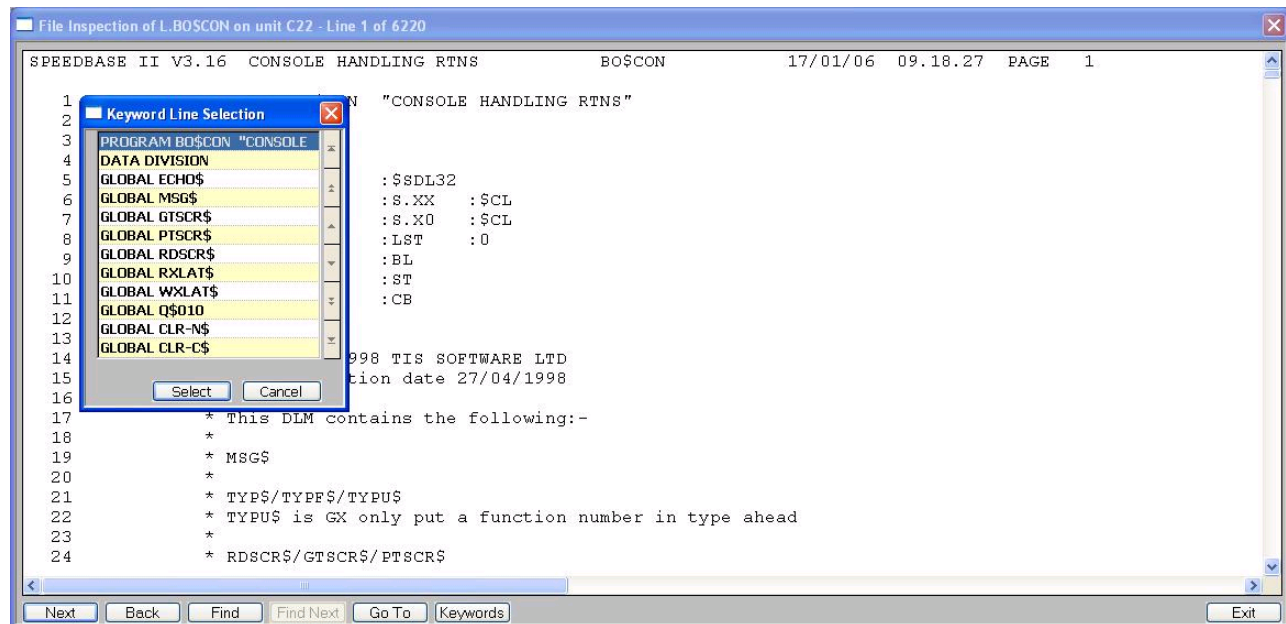 File Inspection of L.BO$CON on unit C22 - Line 1 of 6220
SPEEDBASE II V3.16 CONSOLE HANDLING RTNS BO$CON 17/01/06 09.18.27 PAGE 1
1 N "CONSOLE HANDLING RTNS"
2
3
4
5 :$SDL32
6 :S.XX :$CL
7 :S.X0 :$CL
8 :LST :0
9 :BL
10 :ST
11 :CB
12
13
14 998 TIS SOFTWARE LTD
15 tion date 27/04/1998
16
17 * This DLM contains the following:-
18 *
19 * MSG$
20 *
21 * TYP$/TYPF$/TYPU$
22 * TYPU$ is GX only put a function number in type ahead
23 *
24 * RDSCR$/GTSCR$/PTSCR$
Keyword Line Selection
PROGRAM BO$CON "CONSOLE
DATA DIVISION
GLOBAL ECHO$
GLOBAL MSG$
GLOBAL GTSCR$
GLOBAL PTSCR$
GLOBAL RDSCR$
GLOBAL RXLAT$
GLOBAL WXLAT$
GLOBAL Q$010
GLOBAL CLR-N$
GLOBAL CLR-C$
Select Cancel
Next Back Find Find Next Go To Keywords Exit